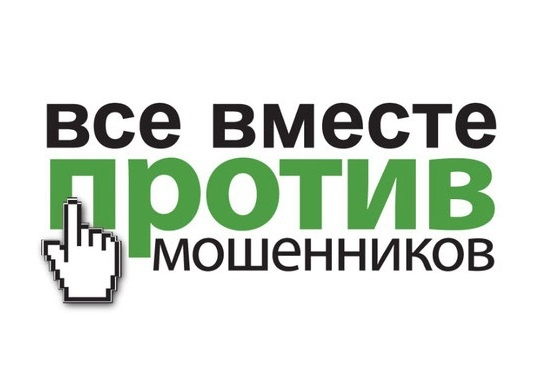 все вместе
против
мошенников